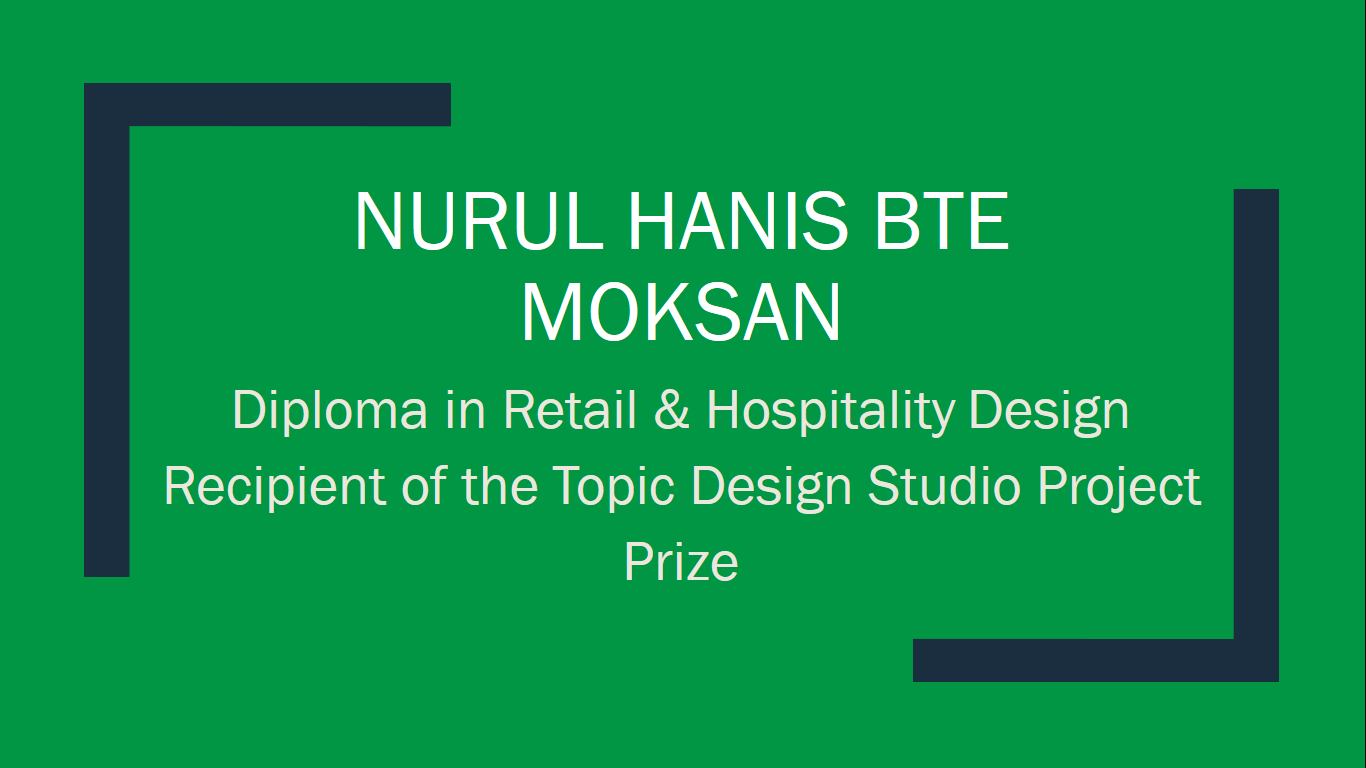 NURUL HANIS BTE
MOKSAN
Diploma in Retail & Hospitality Design
Recipient of the Topic Design Studio Project
Prize